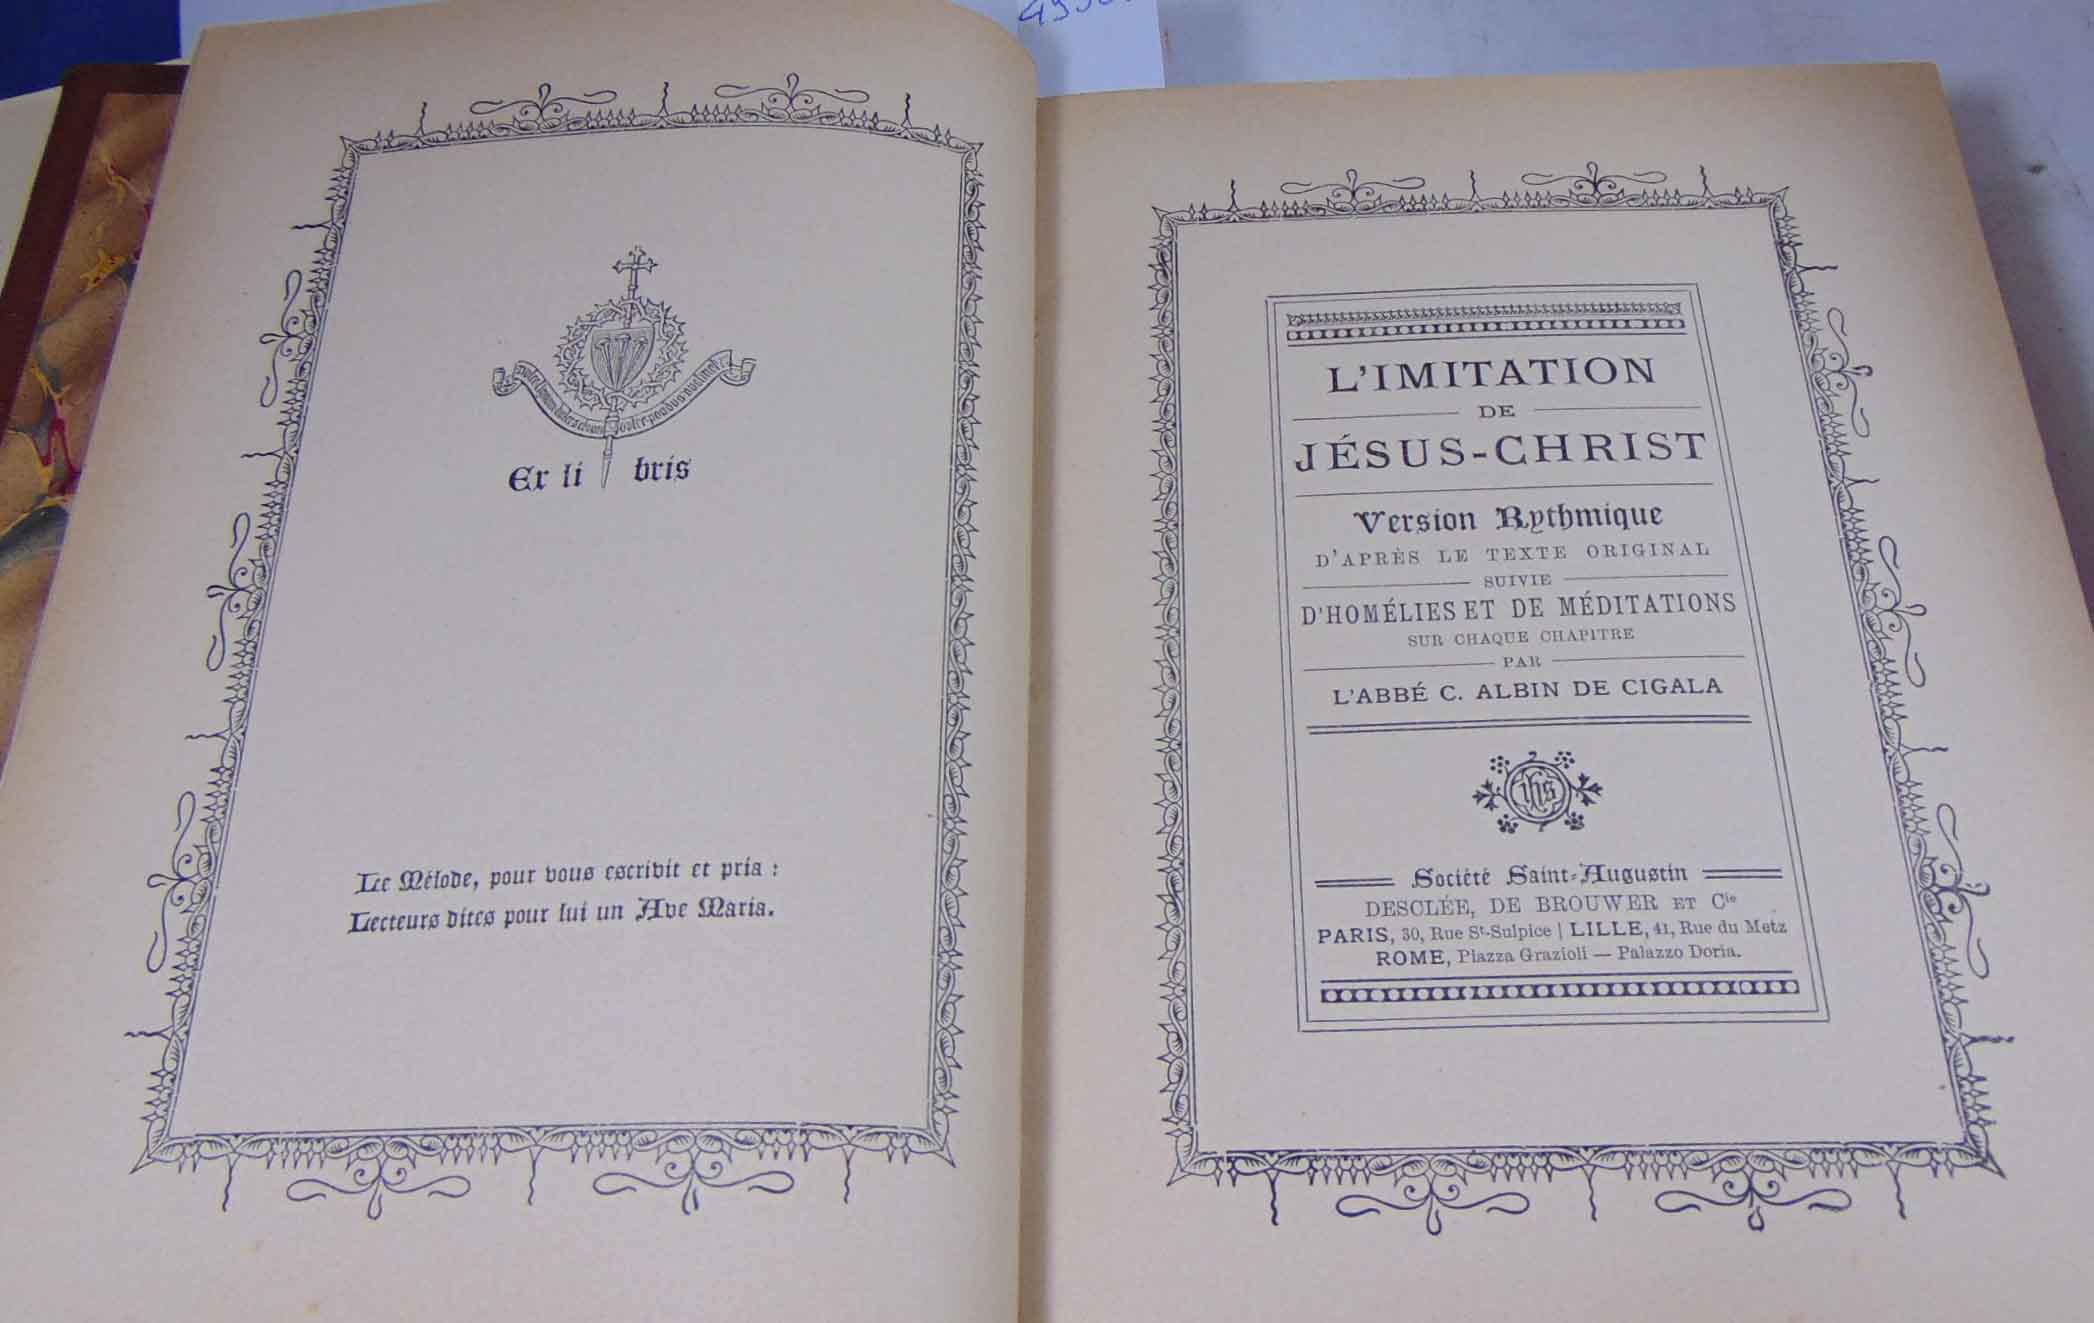 Ex libris
Le Mélode, pour vous escrivit et pria :
Lecteurs dites pour lui un Ave Maria.
L'IMITATION
DE
JÉSUS-CHRIST
Version Rythmique
D'APRÈS LE TEXTE ORIGINAL
SUIVIE
D'HOMÉLIES ET DE MÉDITATIONS
SUR CHAQUE CHAPITRE
PAR
L'ABBÉ C. ALBIN DE CIGALA
ihs
Société Saint-Augustin
DESCLÉE, DE BROUWER ET Cie
PARIS, 30, Rue St-Sulpice | LILLE, 41, Rue du Metz
ROME, Piazza Grazioli — Palazzo Doria.